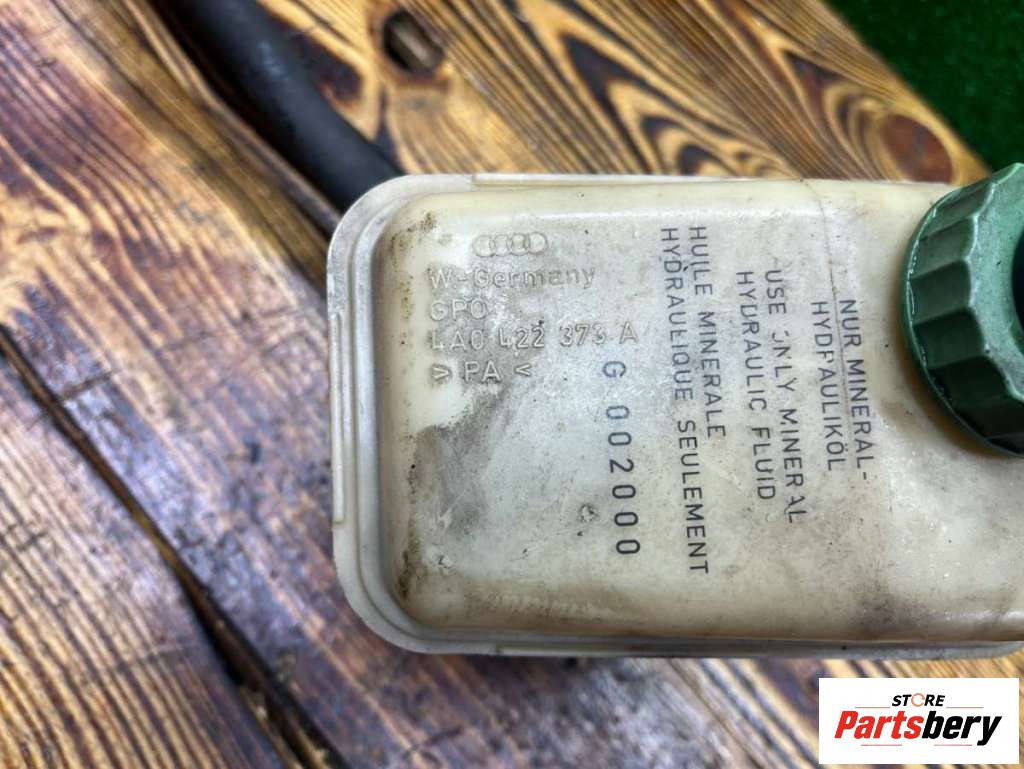 W-Germany
GPO
4A0 422 373 A
> PA <
G 002000
HUILE MINERALE
HYDRAULIQUE SEULEMENT
USE ONLY MINERAL
HYDRAULIC FLUID
NUR MINERAL-
HYDRAULIKÖL
STORE
Partsbery